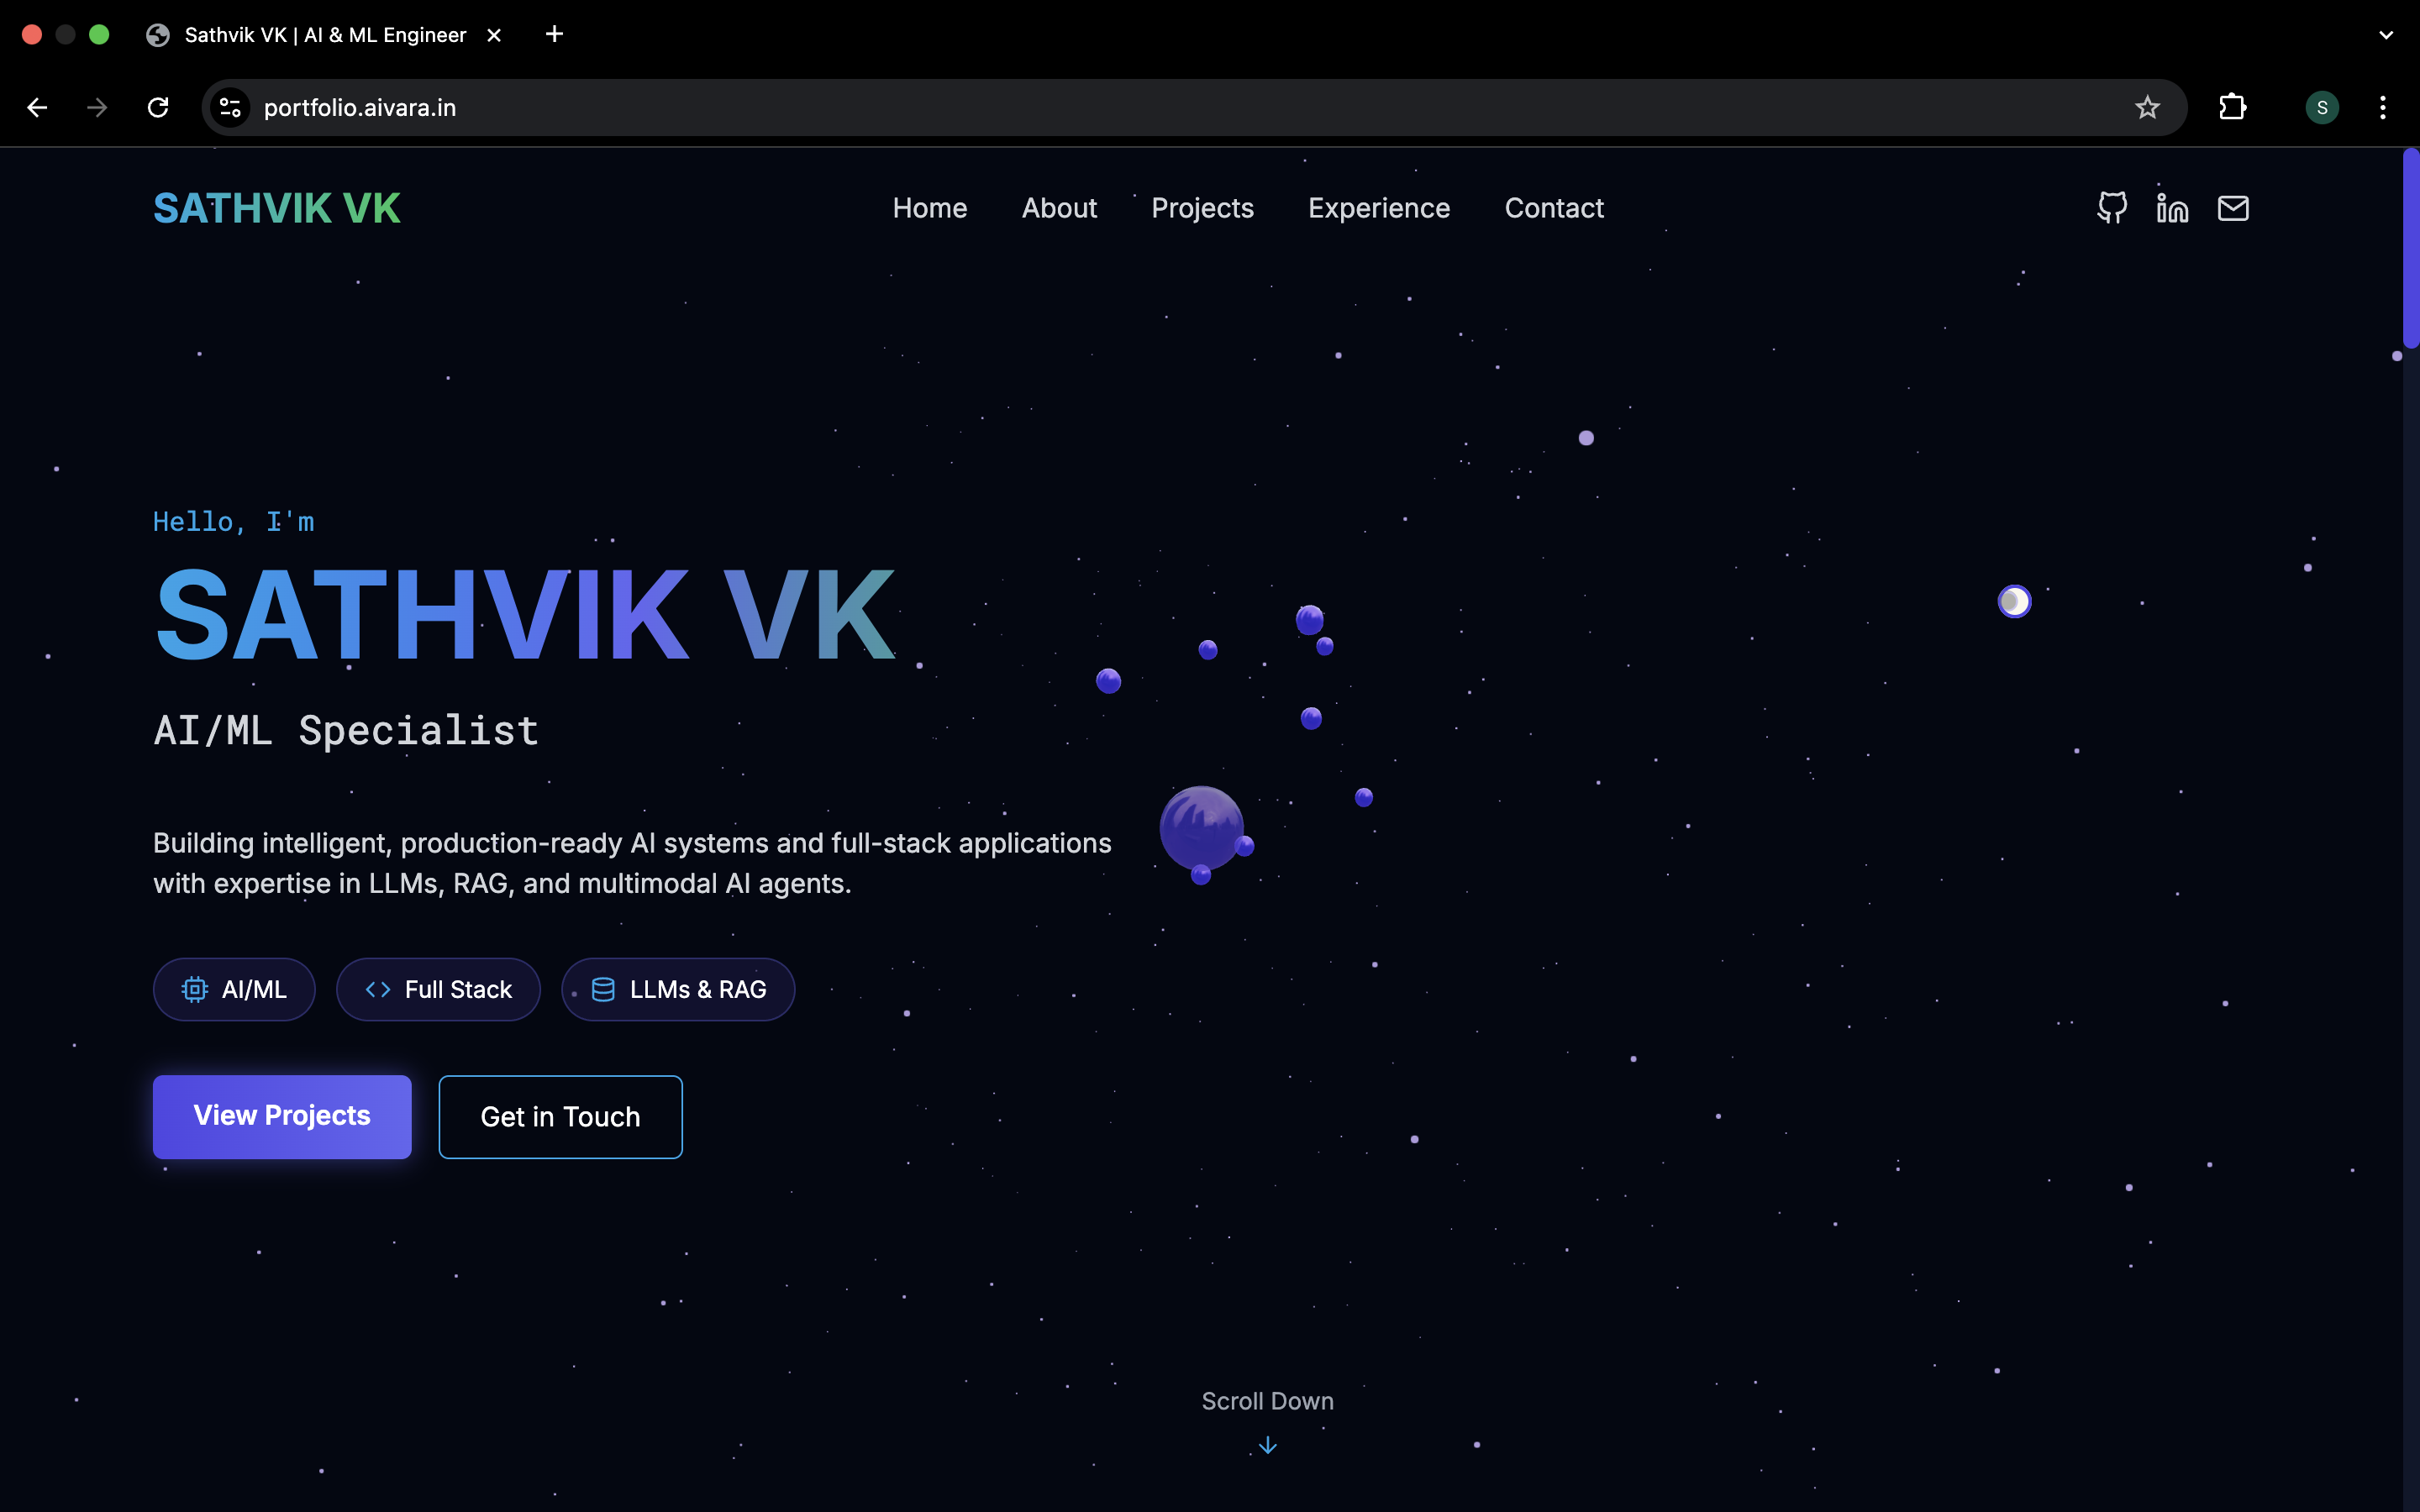 Sathvik VK | AI & ML Engineer
portfolio.aivara.in
S
SATHVIK VK
Home
About
Projects
Experience
Contact
Hello, I'm
SATHVIK VK
AI/ML Specialist
Building intelligent, production-ready AI systems and full-stack applications
with expertise in LLMs, RAG, and multimodal AI agents.
AI/ML
Full Stack
LLMs & RAG
View Projects
Get in Touch
Scroll Down